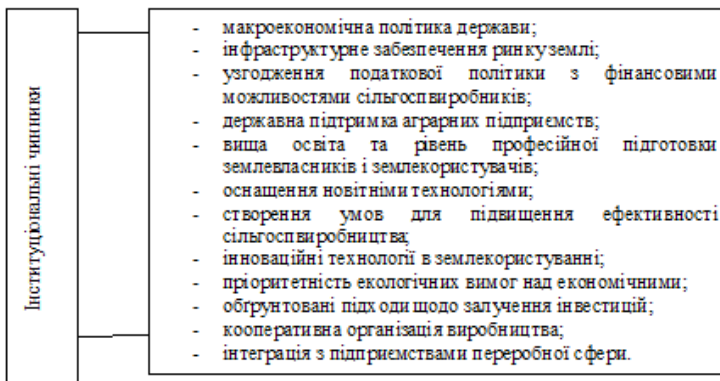 Інституціональні чинники
- макроекономічна політика держави;
- інфраструктурне забезпечення ринку землі;
- узгодження податкової політики з фінансовими
можливостями сільгоспвиробників;
- державна підтримка аграрних підприємств;
- вища освіта та рівень професійної підготовки
землевласників і землекористувачів;
- оснащення новітніми технологіями;
- створення умов для підвищення ефективності
сільгоспвиробництва;
- інноваційні технології в землекористуванні;
- пріоритетність екологічних вимог над економічними;
- обґрунтовані підходи щодо залучення інвестицій;
- кооперативна організація виробництва;
- інтеграція з підприємствами переробної сфери.